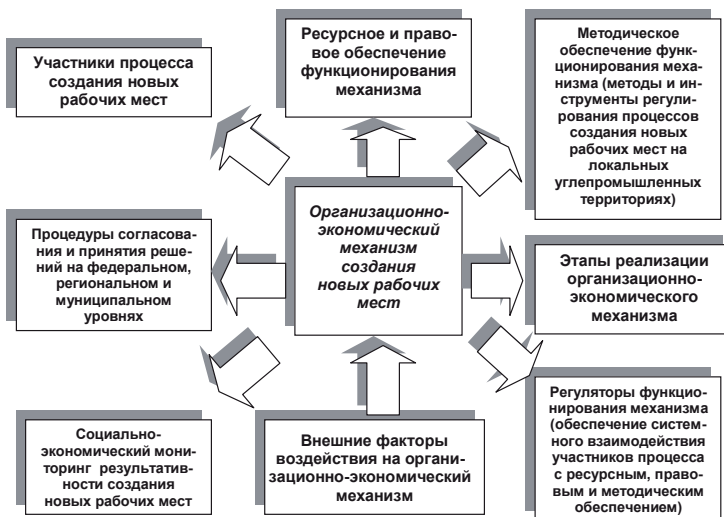 Участники процесса
создания новых
рабочих мест
Ресурсное и право-
вое обеспечение
функционирования
механизма
Методическое
обеспечение функ-
ционирования меха-
низма (методы и ин-
струменты регули-
рования процессов
создания новых
рабочих мест на
локальных
углепромышленных
территориях)
Процедуры согласова-
ния и принятия реше-
ний на федеральном,
региональном и
муниципальном
уровнях
Организационно-
экономический
механизм
создания
новых рабочих
мест
Этапы реализации
организационно-
экономического
механизма
Социально-
экономический мони-
торинг результатив-
ности создания
новых рабочих мест
Внешние факторы
воздействия на органи-
зационно-экономический
механизм
Регуляторы функцио-
нирования механизма
(обеспечение систем-
ного взаимодействия
участников процесса
с ресурсным, право-
вым и методическим
обеспечением)